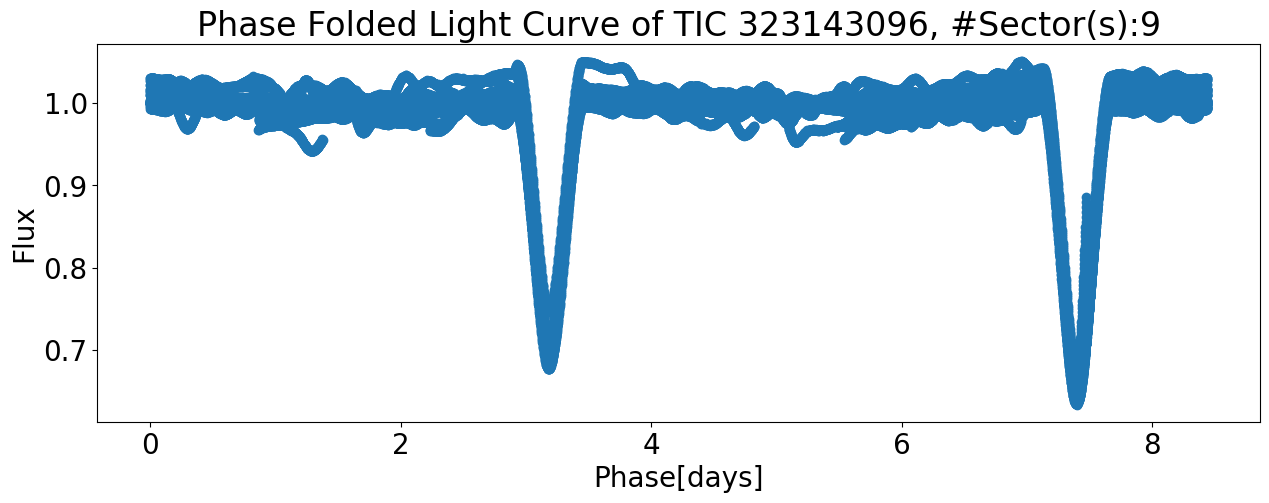 Phase Folded Light Curve of TIC 323143096, #Sector(s):9
1.0
0.9
0.8
0.7
Flux
0 2 4 6 8
Phase[days]